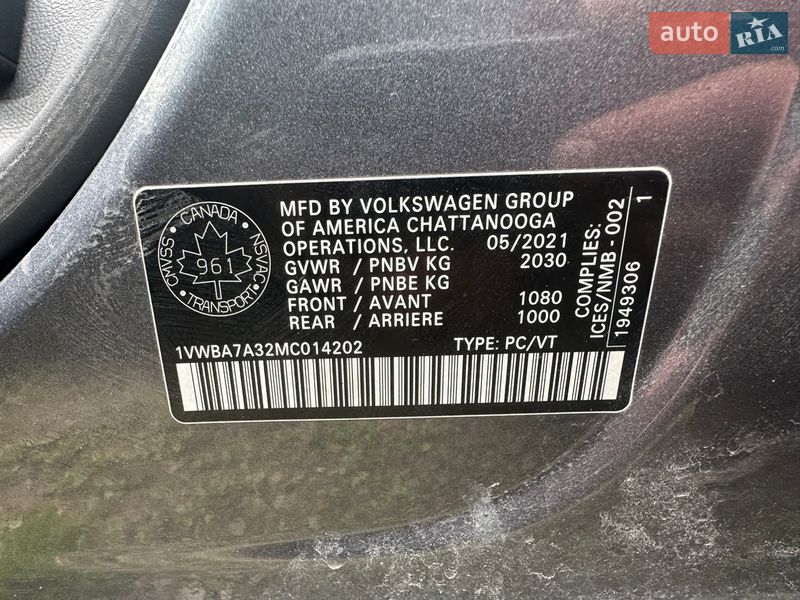 auto RIA
.com
CANADA
CMVSS NSVAC
961
TRANSPORT
MFD BY VOLKSWAGEN GROUP
OF AMERICA CHATTANOOGA
OPERATIONS, LLC. 05/2021
GVWR / PNBV KG 2030
GAWR / PNBE KG
FRONT / AVANT 1080
REAR / ARRIERE 1000
1VWBA7A32MC014202 TYPE: PC/VT
COMPLIES:
ICES/NMB-002
1949306 1